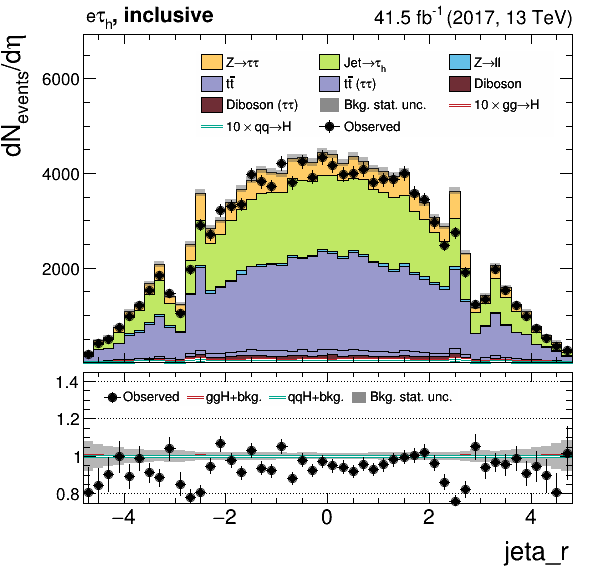 eτh, inclusive 41.5 fb⁻¹ (2017, 13 TeV)
dNevents/dη
6000
4000
2000
Z→ττ Jet→τh Z→ll
tt̄ tt̄ (ττ) Diboson
Diboson (ττ) Bkg. stat. unc. 10 × gg→H
10 × qq→H Observed
1.4
1.2
1
0.8
Observed ggH+bkg. qqH+bkg. Bkg. stat. unc.
−4 −2 0 2 4
jeta_r